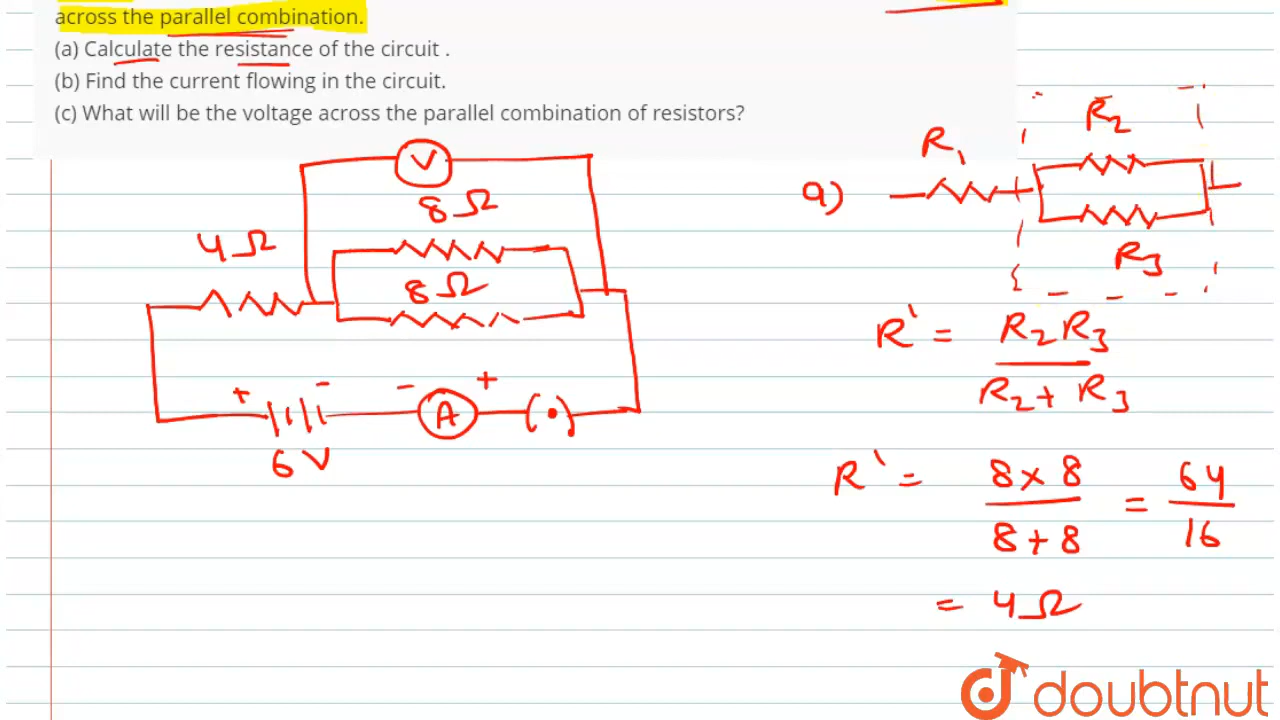 across the parallel combination.
(a) Calculate the resistance of the circuit .
(b) Find the current flowing in the circuit.
(c) What will be the voltage across the parallel combination of resistors?
V
8 Ω
4 Ω
8 Ω
+ - - +
A
6 V
a) R1 R2
R3
R' = R2 R3
R2 + R3
R' = 8 x 8 = 64
8 + 8 16
= 4 Ω
doubtnut